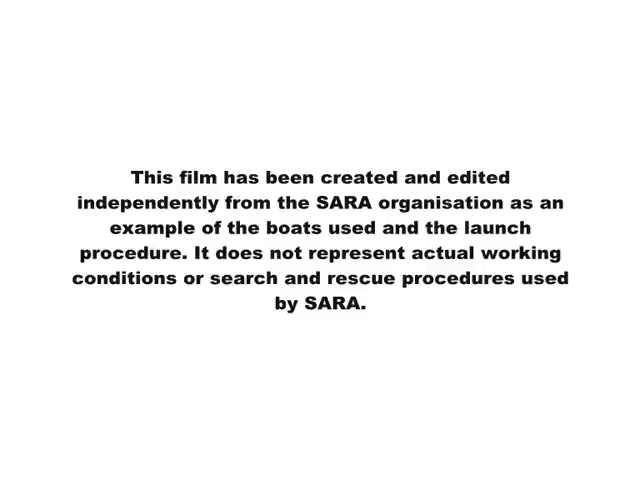 This film has been created and edited
independently from the SARA organisation as an
example of the boats used and the launch
procedure. It does not represent actual working
conditions or search and rescue procedures used
by SARA.